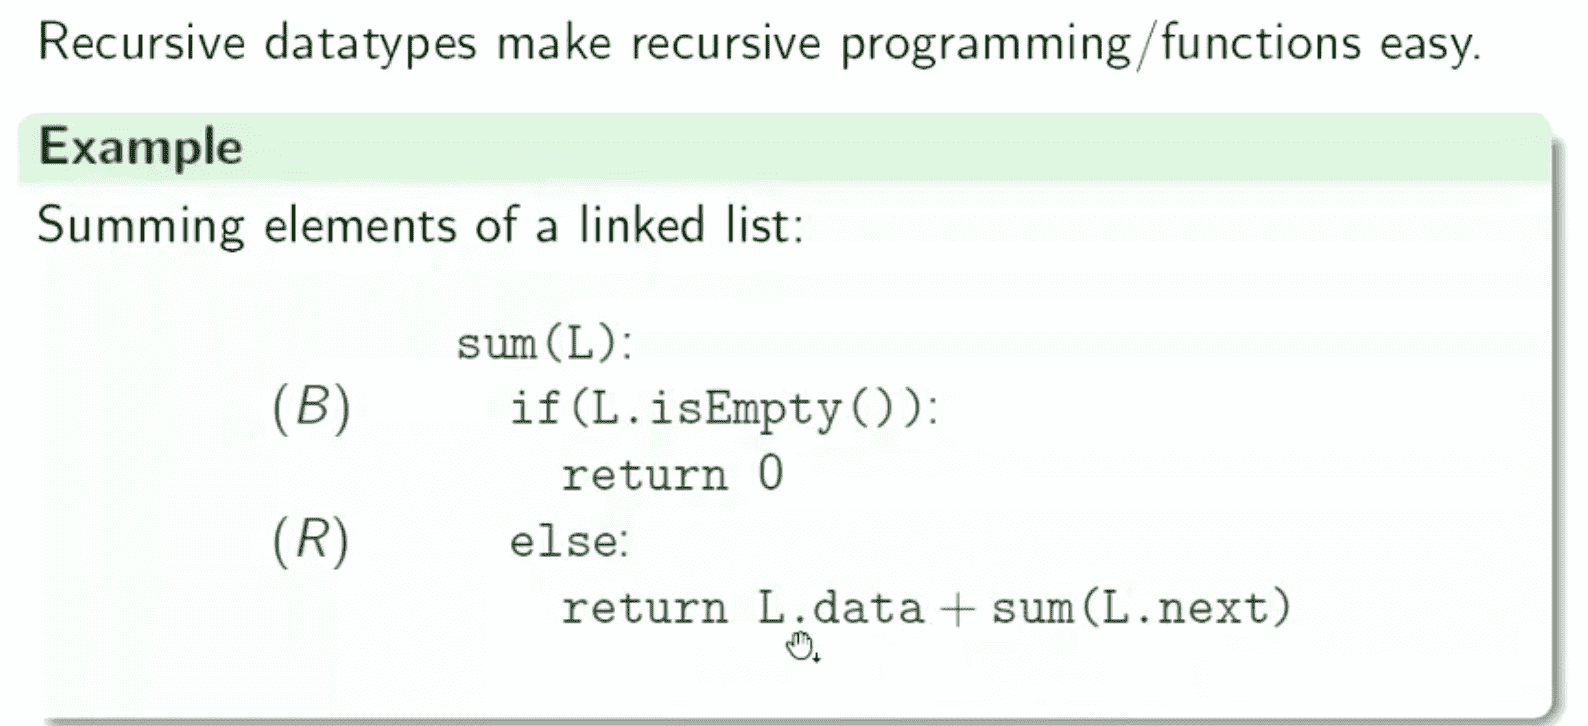 Recursive datatypes make recursive programming/functions easy.
Example
Summing elements of a linked list:
sum(L):
(B) if(L.isEmpty()):
return 0
(R) else:
return L.data + sum(L.next)